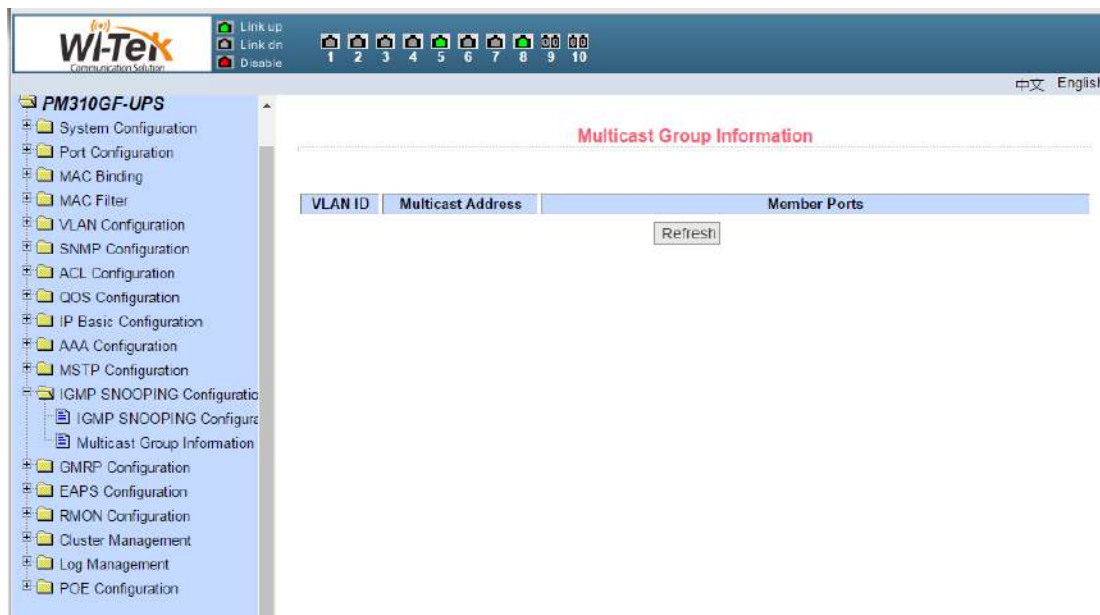 WI-TEK
Communication Solution
Link up
Link dn
Disable
1 2 3 4 5 6 7 8 9 10
中文 English
PM310GF-UPS
System Configuration
Port Configuration
MAC Binding
MAC Filter
VLAN Configuration
SNMP Configuration
ACL Configuration
QOS Configuration
IP Basic Configuration
AAA Configuration
MSTP Configuration
IGMP SNOOPING Configuratio
IGMP SNOOPING Configura
Multicast Group Information
GMRP Configuration
EAPS Configuration
RMON Configuration
Cluster Management
Log Management
POE Configuration
Multicast Group Information
VLAN ID Multicast Address Member Ports
Refresh